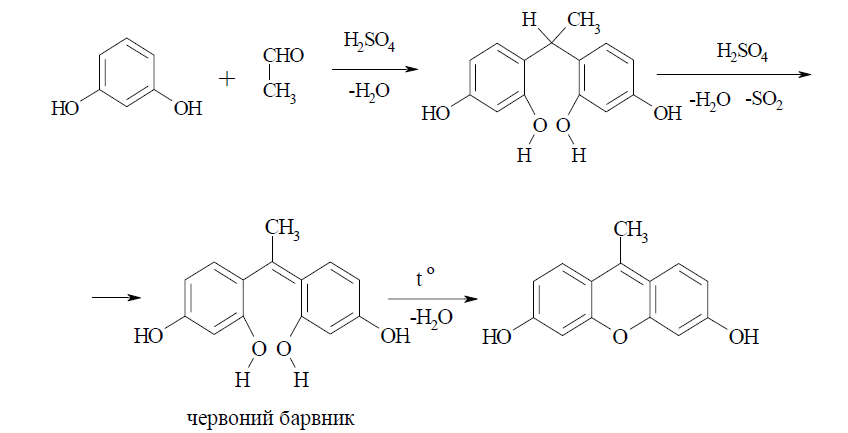 HO OH + CHO CH₃ H₂SO₄ -H₂O H CH₃ HO O H O H OH H₂SO₄ -H₂O -SO₂
CH₃ HO O H O H OH t° -H₂O CH₃ HO O OH
червоний барвник